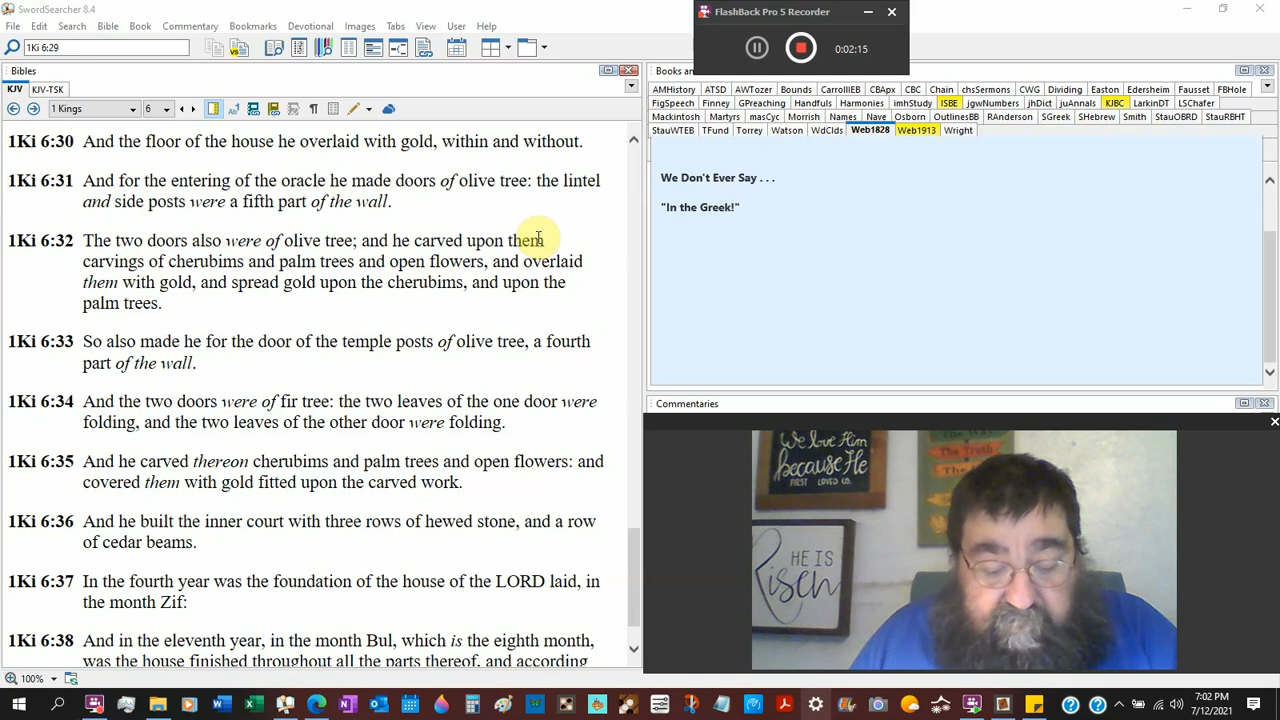 SwordSearcher 8.4
FlashBack Pro 5 Recorder
File Edit Search Bible Book Commentary Bookmarks Devotional Images Tabs View User Help
0:02:15
1Ki 6:29
Bibles
KJV KJV-TSK
1 Kings 6
1Ki 6:30 And the floor of the house he overlaid with gold, within and without.
1Ki 6:31 And for the entering of the oracle he made doors of olive tree: the lintel
and side posts were a fifth part of the wall.
1Ki 6:32 The two doors also were of olive tree; and he carved upon them
carvings of cherubims and palm trees and open flowers, and overlaid
them with gold, and spread gold upon the cherubims, and upon the
palm trees.
1Ki 6:33 So also made he for the door of the temple posts of olive tree, a fourth
part of the wall.
1Ki 6:34 And the two doors were of fir tree: the two leaves of the one door were
folding, and the two leaves of the other door were folding.
1Ki 6:35 And he carved thereon cherubims and palm trees and open flowers: and
covered them with gold fitted upon the carved work.
1Ki 6:36 And he built the inner court with three rows of hewed stone, and a row
of cedar beams.
1Ki 6:37 In the fourth year was the foundation of the house of the LORD laid, in
the month Zif:
1Ki 6:38 And in the eleventh year, in the month Bul, which is the eighth month,
was the house finished throughout all the parts thereof, and according
100%
Books and
AMHistory ATSD AWTozer Bounds CarrollEB CBApx CBC Chain chsSermons CWG Dividing Easton Edersheim Fausset FBHole
FigSpeech Finney GPreaching Handfuls Harmonies imhStudy ISBE jgwNumbers jhDict juAnnals KJBC LarkinDT LSChafer
Mackintosh Martyrs masCyc Morrish Names Nave Osborn OutlinesBB RAnderson SGreek SHebrew Smith StauOBRD StauRBHT
StauWTEB TFund Torrey Watson WdClds Web1828 Web1913 Wright
We Don't Ever Say . . .
"In the Greek!"
Commentaries
We love Him
because He
FIRST LOVED US.
The Way
The Truth
HE IS
Risen
7:02 PM
7/12/2021